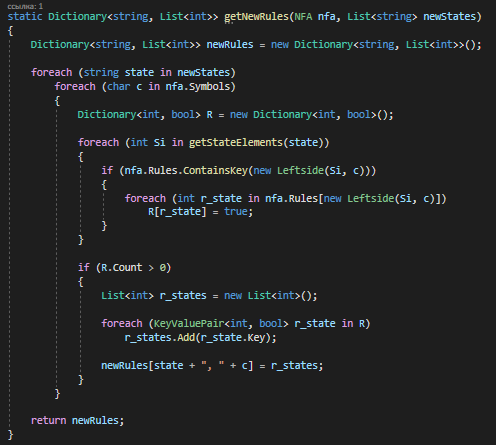 ссылка: 1
static Dictionary<string, List<int>> getNewRules(NFA nfa, List<string> newStates)
{
    Dictionary<string, List<int>> newRules = new Dictionary<string, List<int>>();

    foreach (string state in newStates)
        foreach (char c in nfa.Symbols)
        {
            Dictionary<int, bool> R = new Dictionary<int, bool>();

            foreach (int Si in getStateElements(state))
            {
                if (nfa.Rules.ContainsKey(new Leftside(Si, c)))
                {
                    foreach (int r_state in nfa.Rules[new Leftside(Si, c)])
                        R[r_state] = true;
                }
            }

            if (R.Count > 0)
            {
                List<int> r_states = new List<int>();

                foreach (KeyValuePair<int, bool> r_state in R)
                    r_states.Add(r_state.Key);

                newRules[state + ", " + c] = r_states;
            }
        }

    return newRules;
}